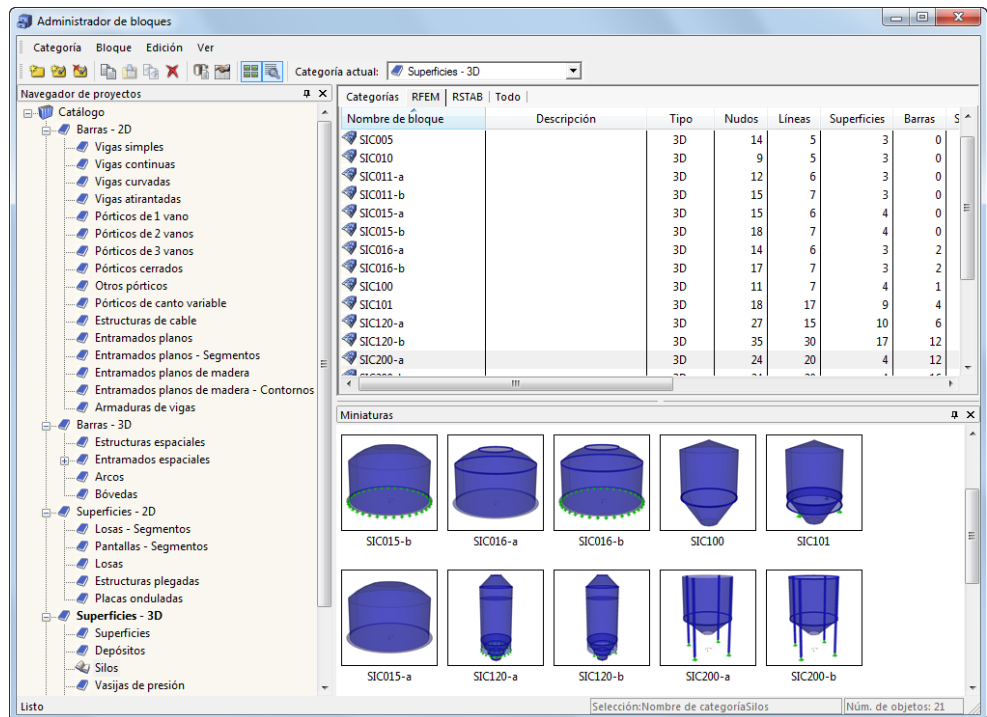 Administrador de bloques
Categoría Bloque Edición Ver
Categoría actual: Superficies - 3D
Navegador de proyectos
Catálogo
Barras - 2D
Vigas simples
Vigas continuas
Vigas curvadas
Vigas atirantadas
Pórticos de 1 vano
Pórticos de 2 vanos
Pórticos de 3 vanos
Pórticos cerrados
Otros pórticos
Pórticos de canto variable
Estructuras de cable
Entramados planos
Entramados planos - Segmentos
Entramados planos de madera
Entramados planos de madera - Contornos
Armaduras de vigas
Barras - 3D
Estructuras espaciales
Entramados espaciales
Arcos
Bóvedas
Superficies - 2D
Losas - Segmentos
Pantallas - Segmentos
Losas
Estructuras plegadas
Placas onduladas
Superficies - 3D
Superficies
Depósitos
Silos
Vasijas de presión
Categorías RFEM RSTAB Todo
Nombre de bloque Descripción Tipo Nudos Líneas Superficies Barras S
SIC005 3D 14 5 3 0
SIC010 3D 9 5 3 0
SIC011-a 3D 12 6 3 0
SIC011-b 3D 15 7 3 0
SIC015-a 3D 15 6 4 0
SIC015-b 3D 18 7 4 0
SIC016-a 3D 14 6 3 2
SIC016-b 3D 17 7 3 2
SIC100 3D 11 7 4 1
SIC101 3D 18 17 9 4
SIC120-a 3D 27 15 10 6
SIC120-b 3D 35 30 17 12
SIC200-a 3D 24 20 4 12
Miniaturas
SIC015-b SIC016-a SIC016-b SIC100 SIC101
SIC015-a SIC120-a SIC120-b SIC200-a SIC200-b
Listo
Selección:Nombre de categoríaSilos
Núm. de objetos: 21